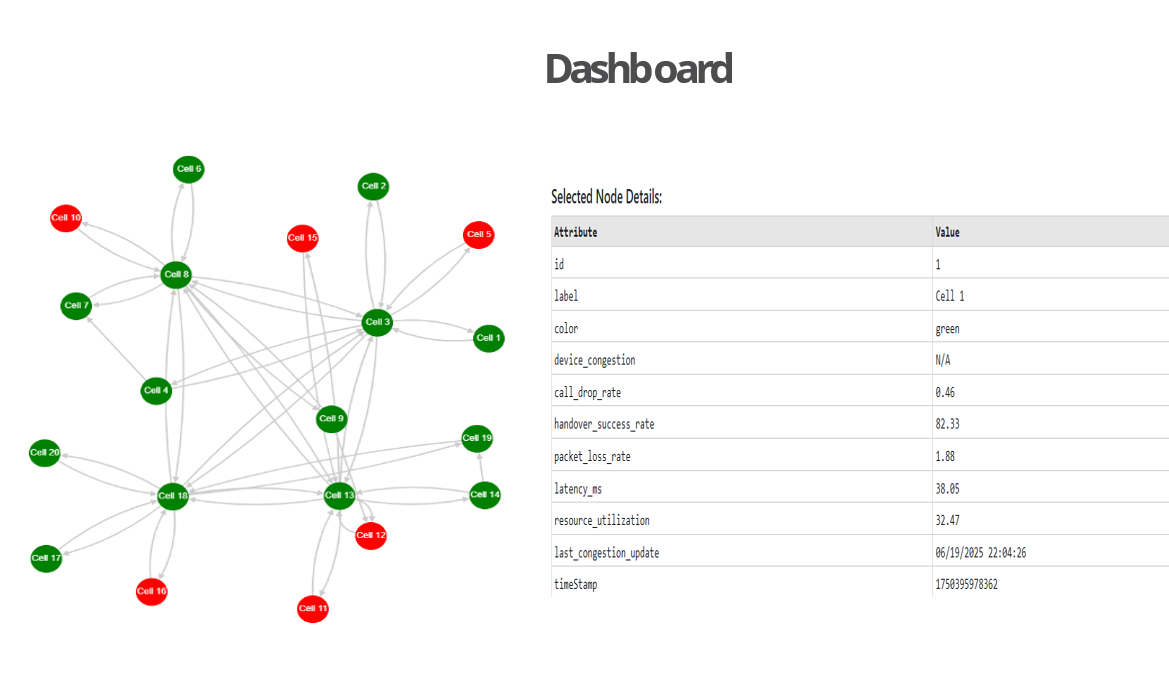 Dashboard
Cell 6
Cell 2
Cell 10
Cell 15
Cell 5
Cell 8
Cell 7
Cell 3
Cell 1
Cell 4
Cell 9
Cell 19
Cell 20
Cell 18
Cell 13
Cell 14
Cell 12
Cell 17
Cell 16
Cell 11
Selected Node Details:
Attribute Value
id 1
label Cell 1
color green
device_congestion N/A
call_drop_rate 0.46
handover_success_rate 82.33
packet_loss_rate 1.88
latency_ms 38.05
resource_utilization 32.47
last_congestion_update 06/19/2025 22:04:26
timeStamp 1750395978362